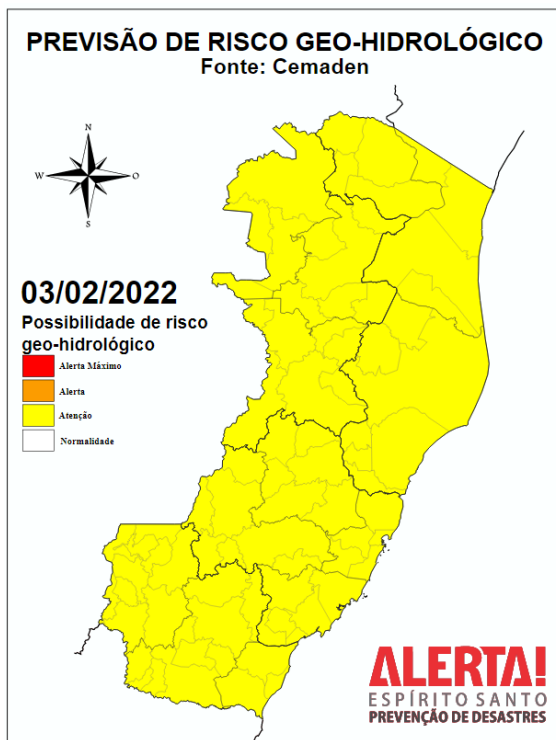 PREVISÃO DE RISCO GEO-HIDROLÓGICO
Fonte: Cemaden
N
W
O
S
03/02/2022
Possibilidade de risco
geo-hidrológico
Alerta Máximo
Alerta
Atenção
Normalidade
ALERTA!
ESPÍRITO SANTO
PREVENÇÃO DE DESASTRES